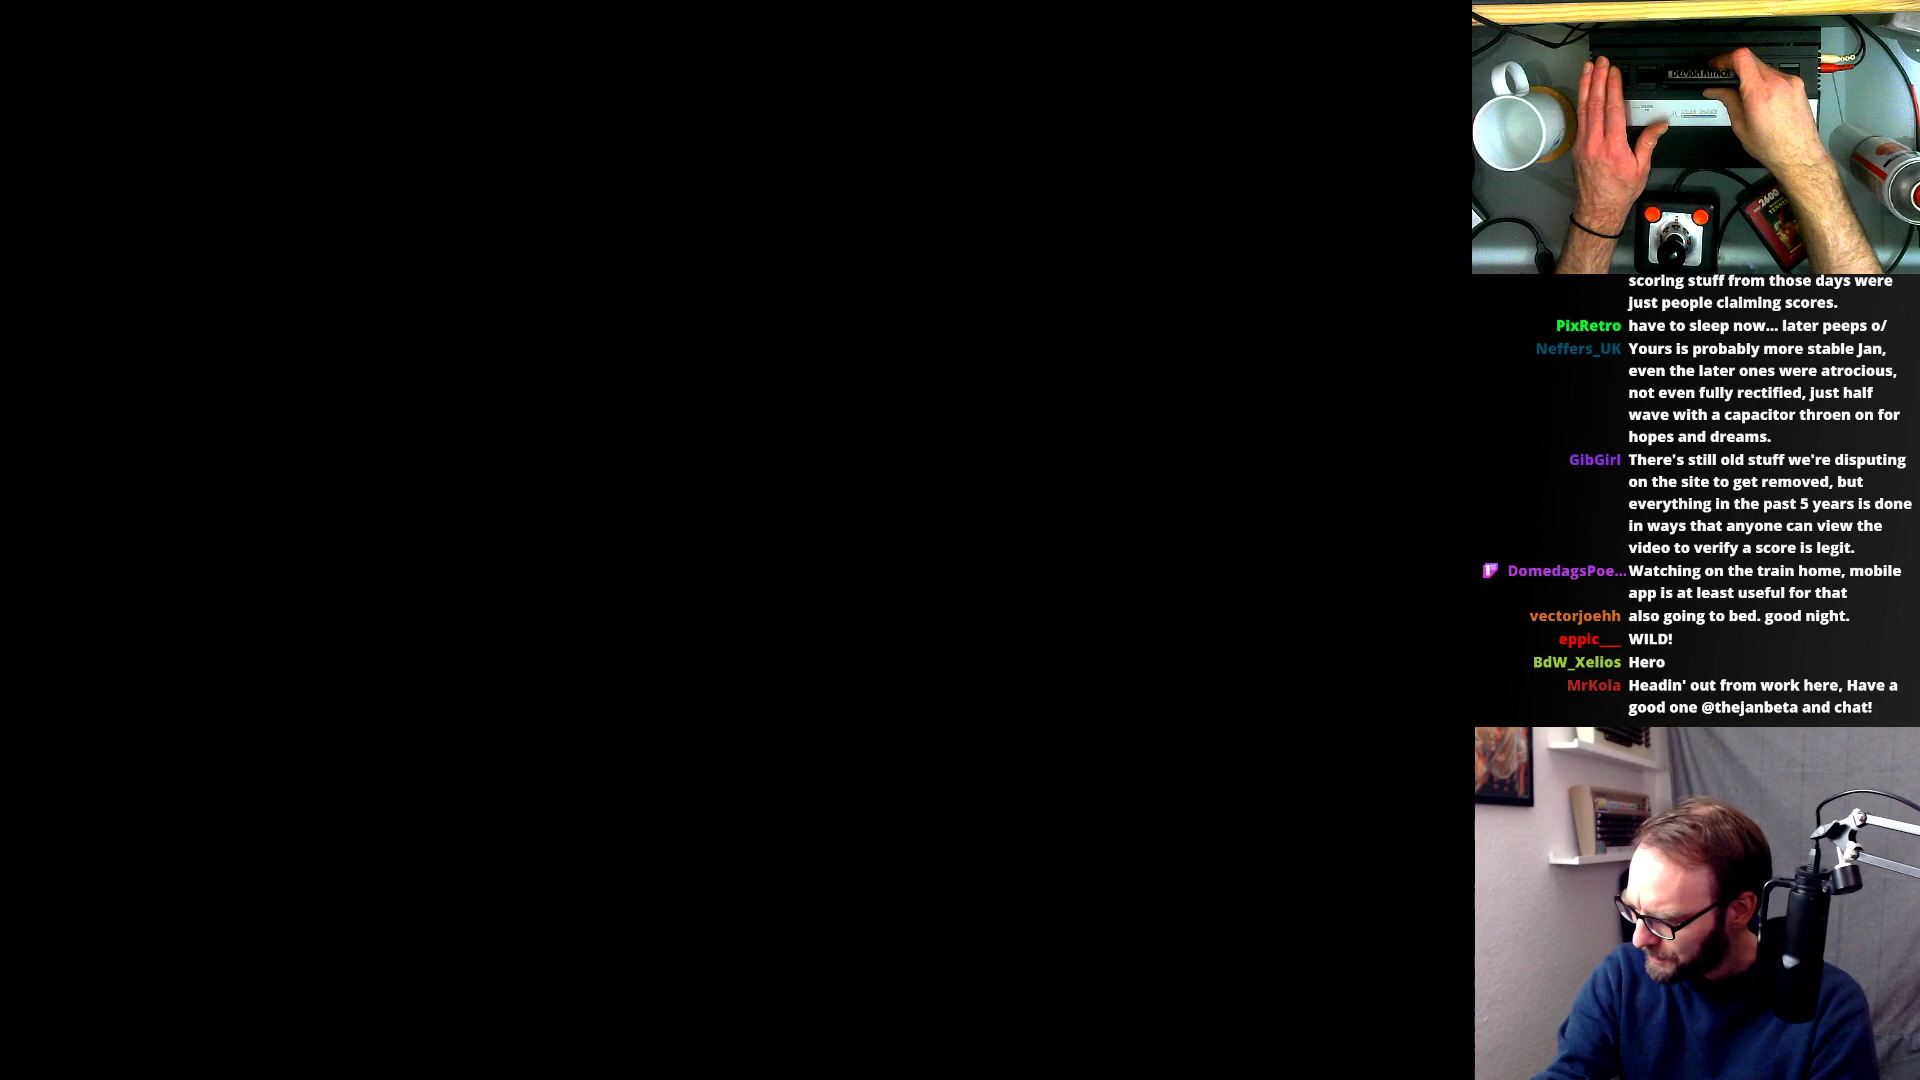 DEMON ATTACK
2600
TENNIS
scoring stuff from those days were
just people claiming scores.
PixRetro have to sleep now... later peeps o/
Neffers_UK Yours is probably more stable Jan,
even the later ones were atrocious,
not even fully rectified, just half
wave with a capacitor throen on for
hopes and dreams.
GibGirl There's still old stuff we're disputing
on the site to get removed, but
everything in the past 5 years is done
in ways that anyone can view the
video to verify a score is legit.
DomedagsPoe... Watching on the train home, mobile
app is at least useful for that
vectorjoehh also going to bed. good night.
eppic___ WILD!
BdW_Xelios Hero
MrKola Headin' out from work here, Have a
good one @thejanbeta and chat!